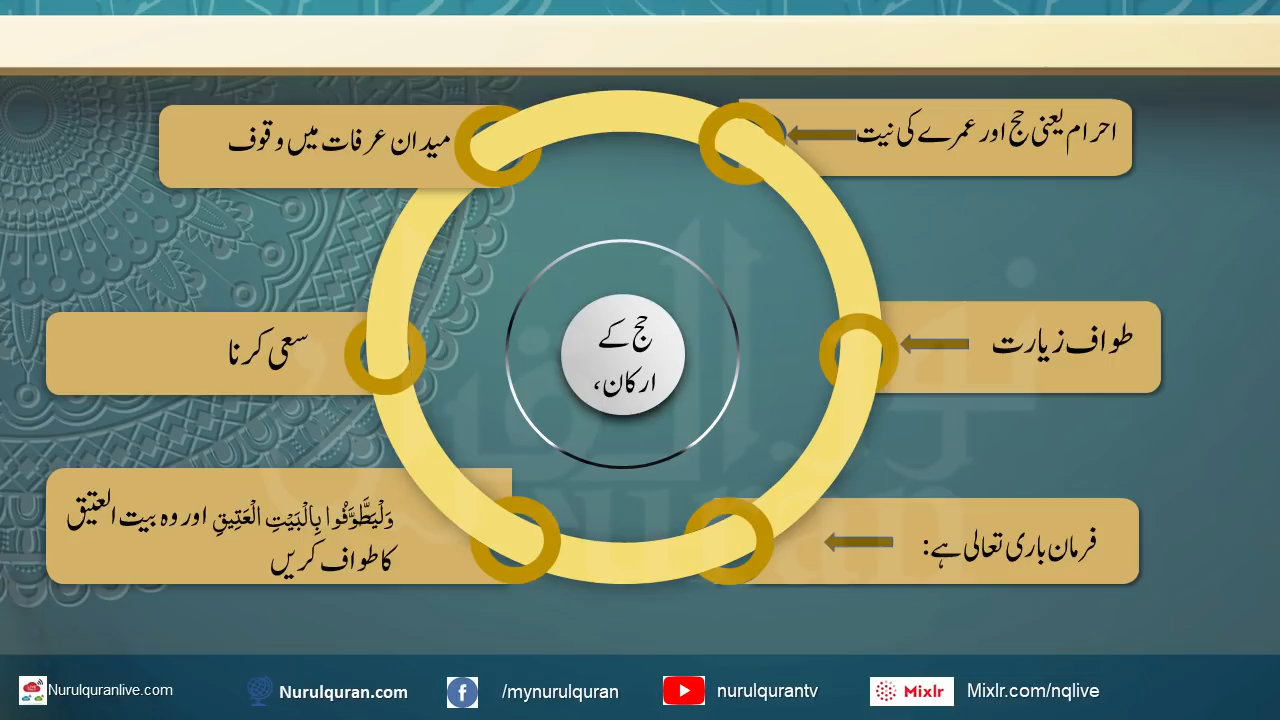 احرام یعنی حج اور عمرے کی نیت
میدان عرفات میں وقوف
طواف زیارت
سعی کرنا
حج کے
ارکان،
فرمان باری تعالی ہے:
وَلْيَطَّوَّفُوا بِالْبَيْتِ الْعَتِيقِ اور وہ بیت العتیق
کا طواف کریں
Nurulquranlive.com
Nurulquran.com
/mynurulquran
nurulqurantv
Mixlr
Mixlr.com/nqlive